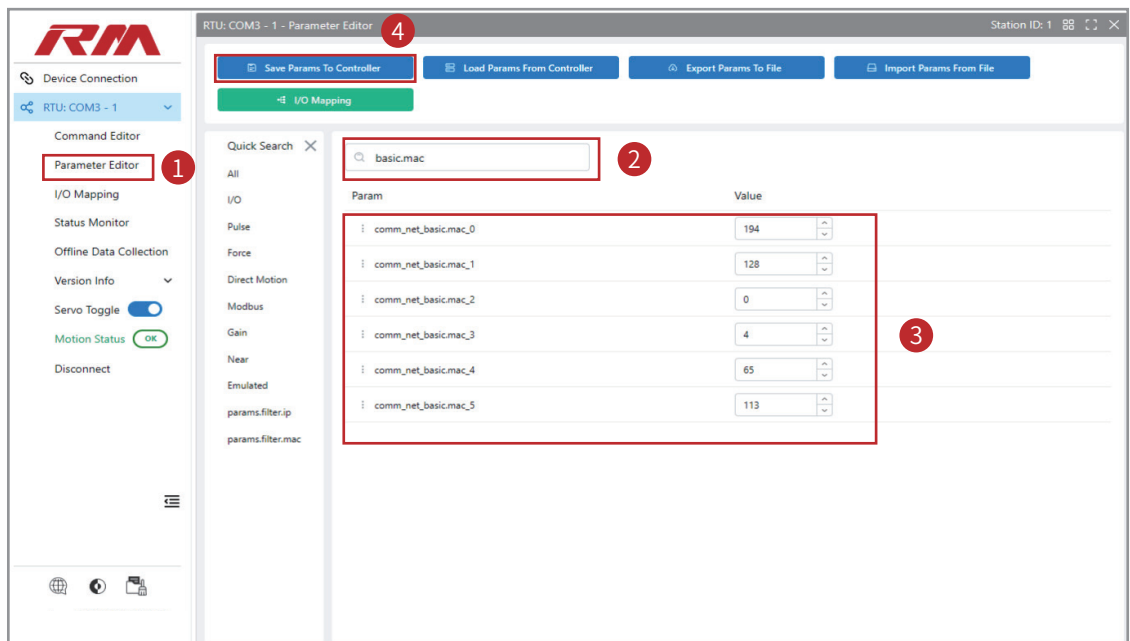 RM
Device Connection
RTU: COM3 - 1
Command Editor
Parameter Editor
1
I/O Mapping
Status Monitor
Offline Data Collection
Version Info
Servo Toggle
Motion Status OK
Disconnect
RTU: COM3 - 1 - Parameter Editor
4
Station ID: 1
Save Params To Controller
Load Params From Controller
Export Params To File
Import Params From File
I/O Mapping
Quick Search
All
I/O
Pulse
Force
Direct Motion
Modbus
Gain
Near
Emulated
params.filter.ip
params.filter.mac
basic.mac
2
Param Value
comm_net_basic.mac_0 194
comm_net_basic.mac_1 128
comm_net_basic.mac_2 0
comm_net_basic.mac_3 4
comm_net_basic.mac_4 65
comm_net_basic.mac_5 113
3